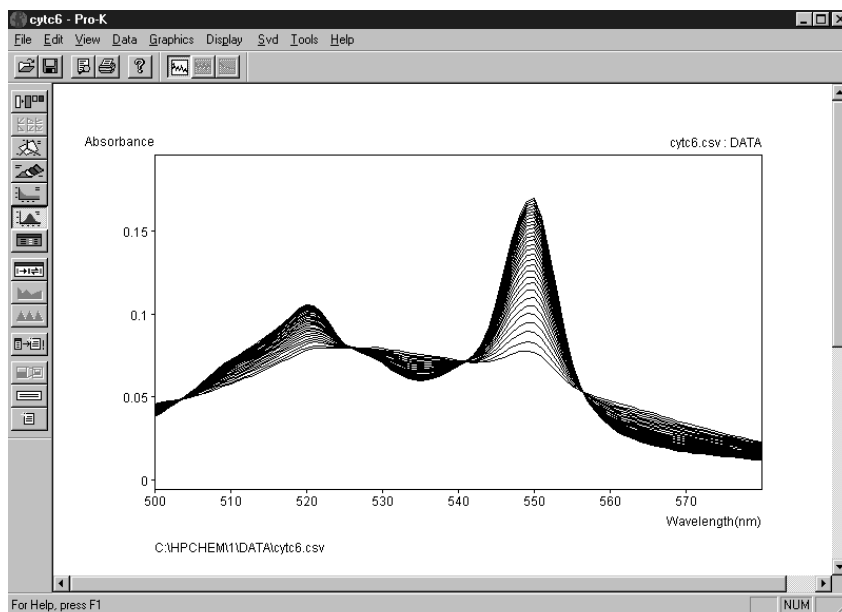 cytc6 - Pro-K
File Edit View Data Graphics Display Svd Tools Help
Absorbance
cytc6.csv : DATA
0.15
0.1
0.05
0
500 510 520 530 540 550 560 570
Wavelength(nm)
C:\HPCHEM\1\DATA\cytc6.csv
For Help, press F1
NUM